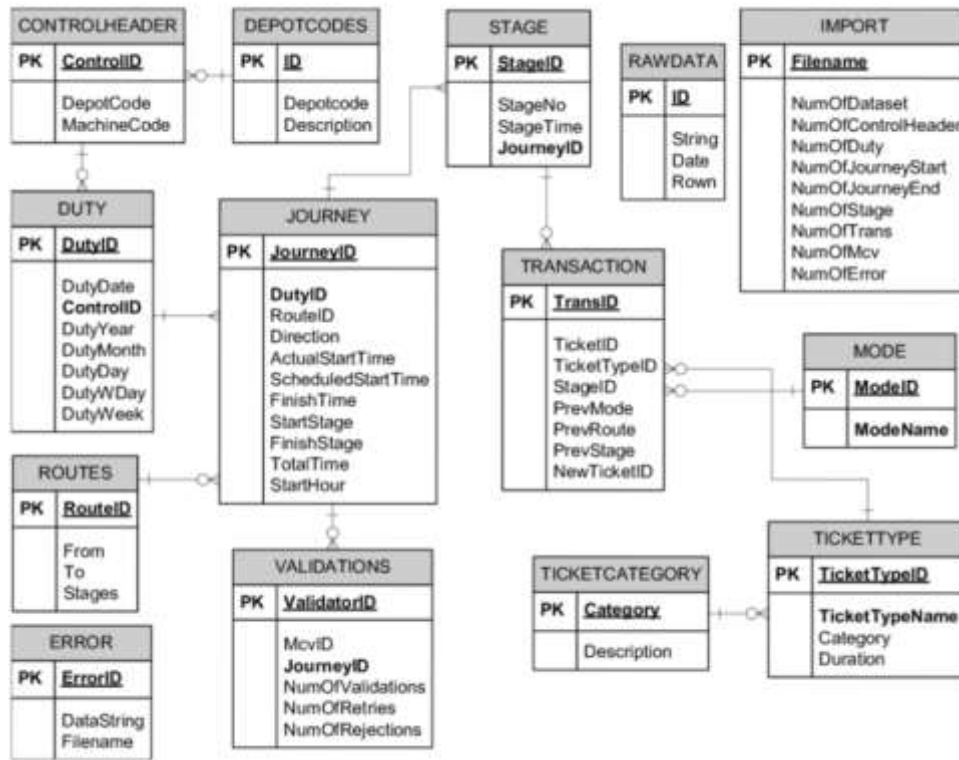 CONTROLHEADER
PK ControlID
DepotCode
MachineCode
DEPOTCODES
PK ID
Depotcode
Description
STAGE
PK StageID
StageNo
StageTime
JourneyID
RAWDATA
PK ID
String
Date
Rown
IMPORT
PK Filename
NumOfDataset
NumOfControlHeader
NumOfDuty
NumOfJourneyStart
NumOfJourneyEnd
NumOfStage
NumOfTrans
NumOfMcv
NumOfError
DUTY
PK DutyID
DutyDate
ControlID
DutyYear
DutyMonth
DutyDay
DutyWDay
DutyWeek
JOURNEY
PK JourneyID
DutyID
RouteID
Direction
ActualStartTime
ScheduledStartTime
FinishTime
StartStage
FinishStage
TotalTime
StartHour
TRANSACTION
PK TransID
TicketID
TicketTypeID
StageID
PrevMode
PrevRoute
PrevStage
NewTicketID
MODE
PK ModeID
ModeName
ROUTES
PK RouteID
From
To
Stages
VALIDATIONS
PK ValidatorID
McvID
JourneyID
NumOfValidations
NumOfRetries
NumOfRejections
TICKETCATEGORY
PK Category
Description
TICKETTYPE
PK TicketTypeID
TicketTypeName
Category
Duration
ERROR
PK ErrorID
DataString
Filename